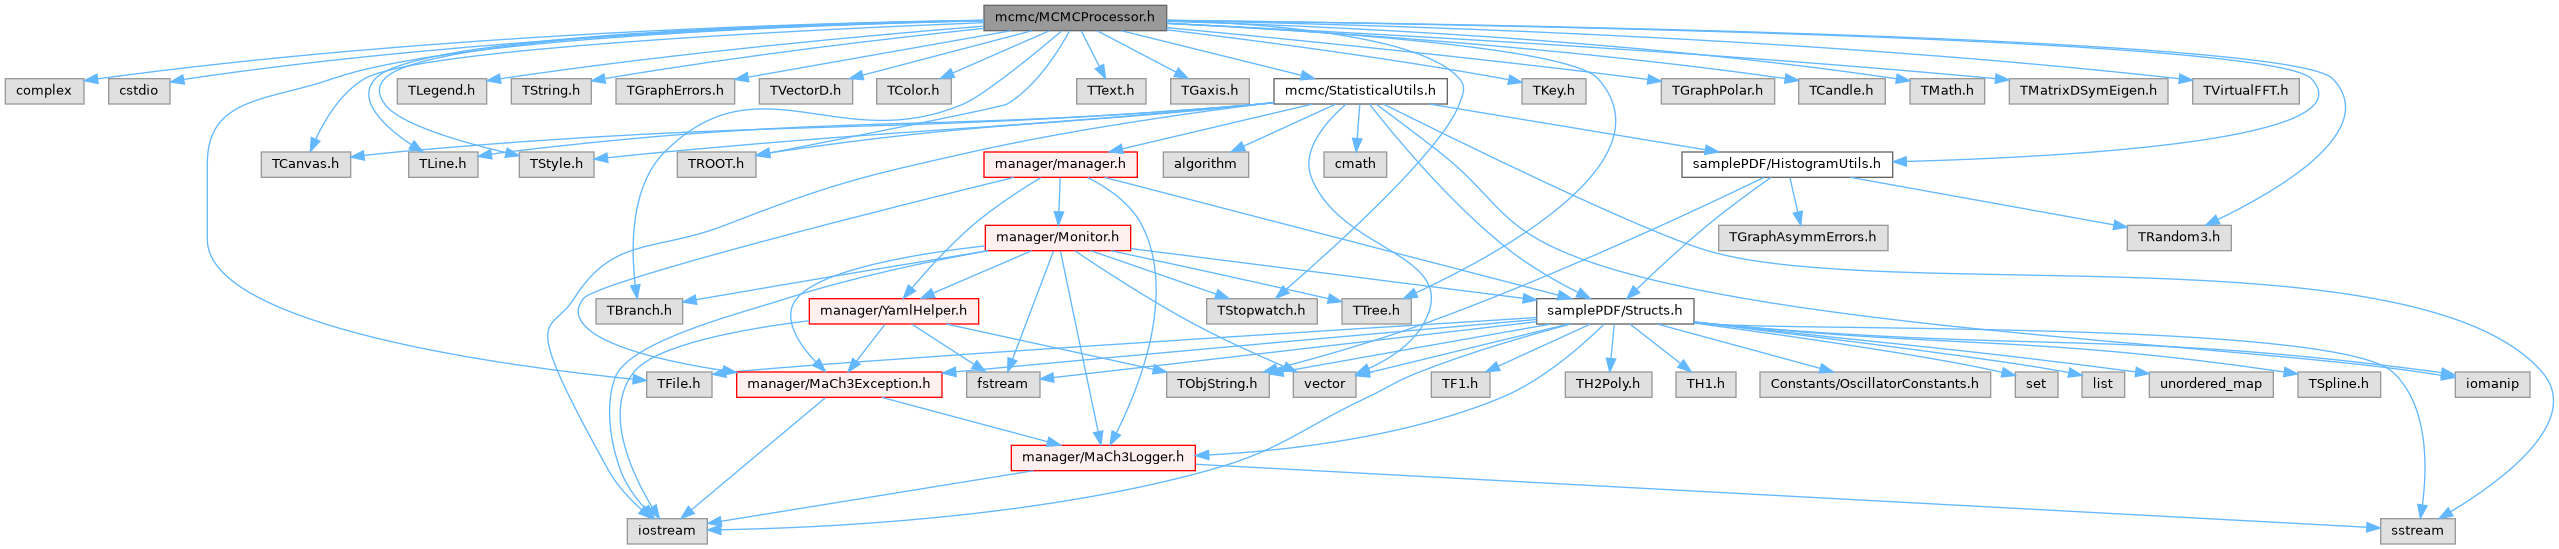 mcmc/MCMCProcessor.h
complex
cstdio
TLegend.h
TString.h
TGraphErrors.h
TVectorD.h
TColor.h
TText.h
TGaxis.h
mcmc/StatisticalUtils.h
TKey.h
TGraphPolar.h
TCandle.h
TMath.h
TMatrixDSymEigen.h
TVirtualFFT.h
TCanvas.h
TLine.h
TStyle.h
TROOT.h
manager/manager.h
algorithm
cmath
samplePDF/HistogramUtils.h
manager/Monitor.h
TGraphAsymmErrors.h
TRandom3.h
TBranch.h
manager/YamlHelper.h
TStopwatch.h
TTree.h
samplePDF/Structs.h
TFile.h
manager/MaCh3Exception.h
fstream
TObjString.h
vector
TF1.h
TH2Poly.h
TH1.h
Constants/OscillatorConstants.h
set
list
unordered_map
TSpline.h
iomanip
manager/MaCh3Logger.h
iostream
sstream